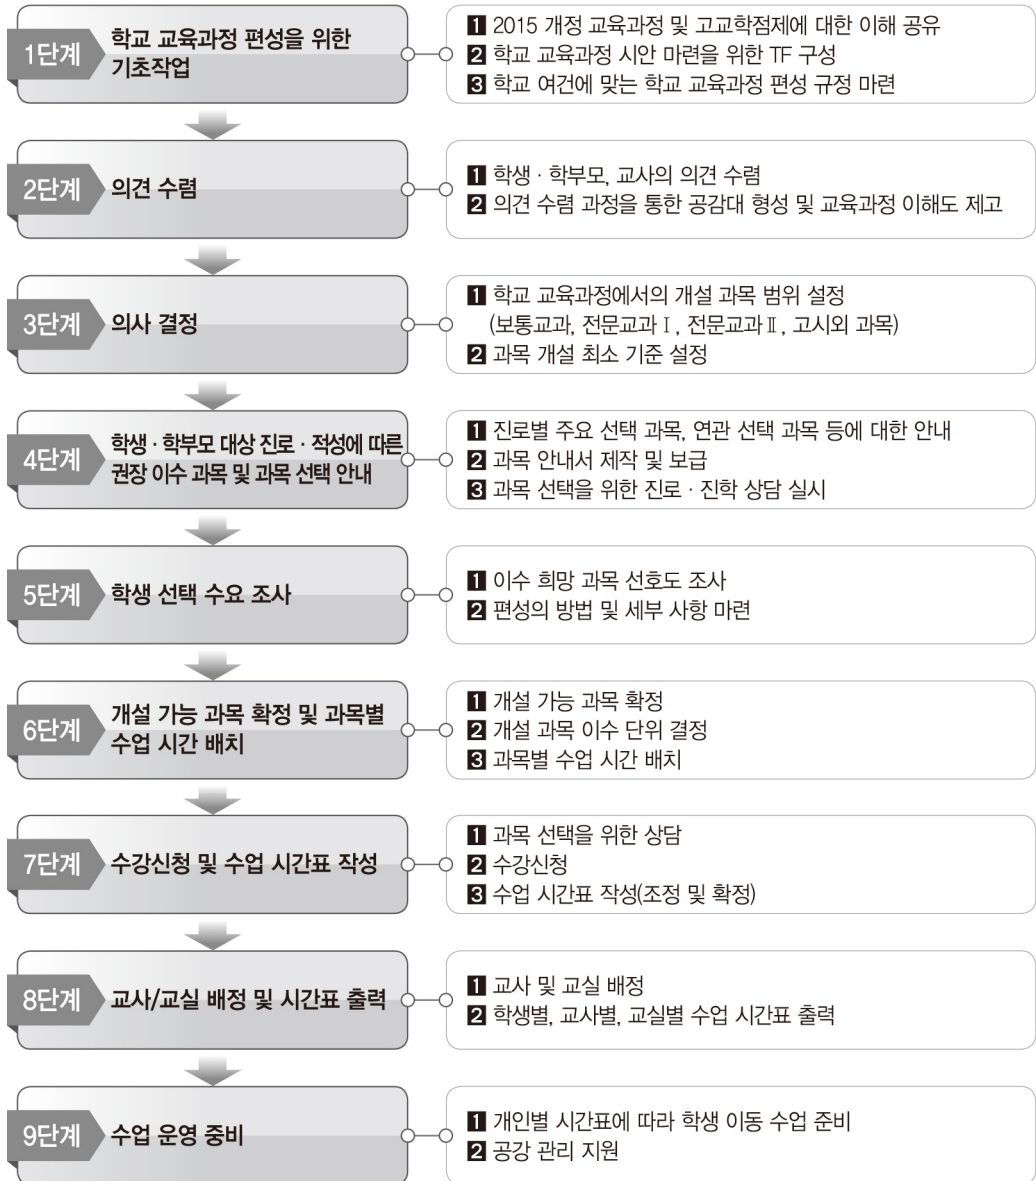 1단계
학교 교육과정 편성을 위한
기초작업
1 2015 개정 교육과정 및 고교학점제에 대한 이해 공유
2 학교 교육과정 시안 마련을 위한 TF 구성
3 학교 여건에 맞는 학교 교육과정 편성 규정 마련
2단계
의견 수렴
1 학생 · 학부모, 교사의 의견 수렴
2 의견 수렴 과정을 통한 공감대 형성 및 교육과정 이해도 제고
3단계
의사 결정
1 학교 교육과정에서의 개설 과목 범위 설정
(보통교과, 전문교과Ⅰ, 전문교과Ⅱ, 고시외 과목)
2 과목 개설 최소 기준 설정
4단계
학생 · 학부모 대상 진로 · 적성에 따른
권장 이수 과목 및 과목 선택 안내
1 진로별 주요 선택 과목, 연관 선택 과목 등에 대한 안내
2 과목 안내서 제작 및 보급
3 과목 선택을 위한 진로 · 진학 상담 실시
5단계
학생 선택 수요 조사
1 이수 희망 과목 선호도 조사
2 편성의 방법 및 세부 사항 마련
6단계
개설 가능 과목 확정 및 과목별
수업 시간 배치
1 개설 가능 과목 확정
2 개설 과목 이수 단위 결정
3 과목별 수업 시간 배치
7단계
수강신청 및 수업 시간표 작성
1 과목 선택을 위한 상담
2 수강신청
3 수업 시간표 작성(조정 및 확정)
8단계
교사/교실 배정 및 시간표 출력
1 교사 및 교실 배정
2 학생별, 교사별, 교실별 수업 시간표 출력
9단계
수업 운영 중비
1 개인별 시간표에 따라 학생 이동 수업 준비
2 공강 관리 지원